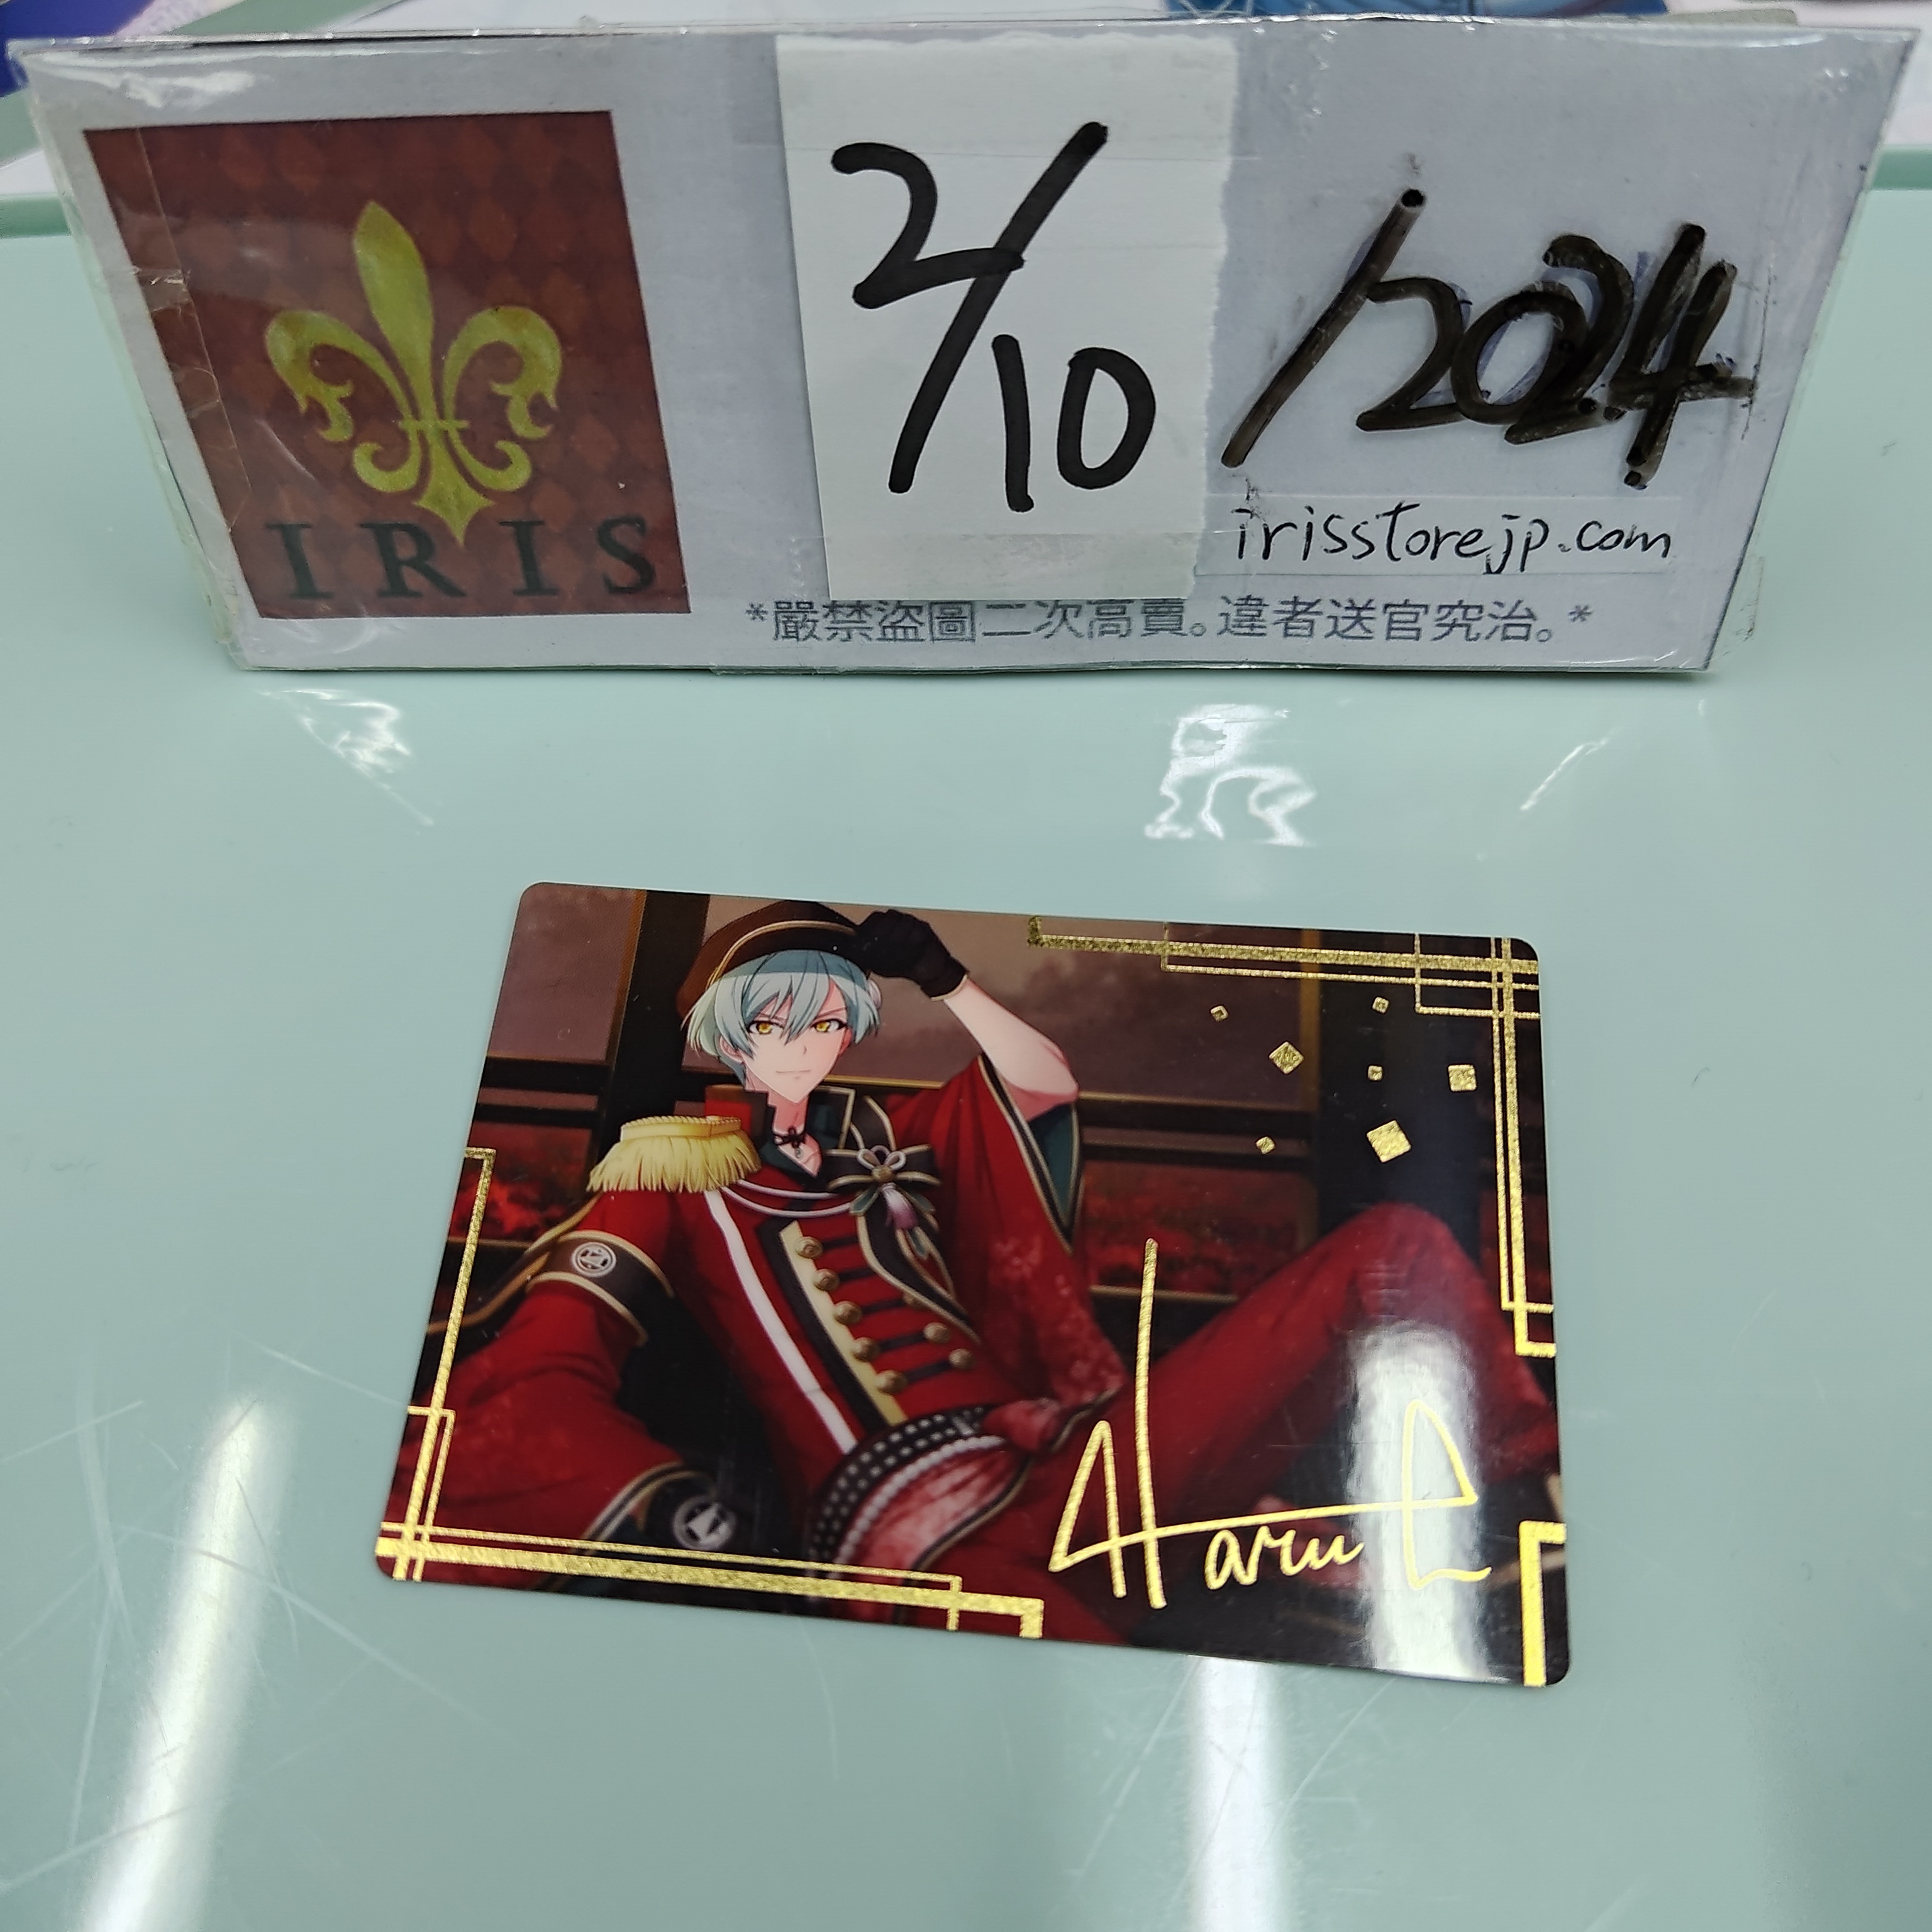 IRIS
2/10
/2024
irisstorejp.com
*嚴禁盜圖二次高賣。違者送官究治。*
Haru